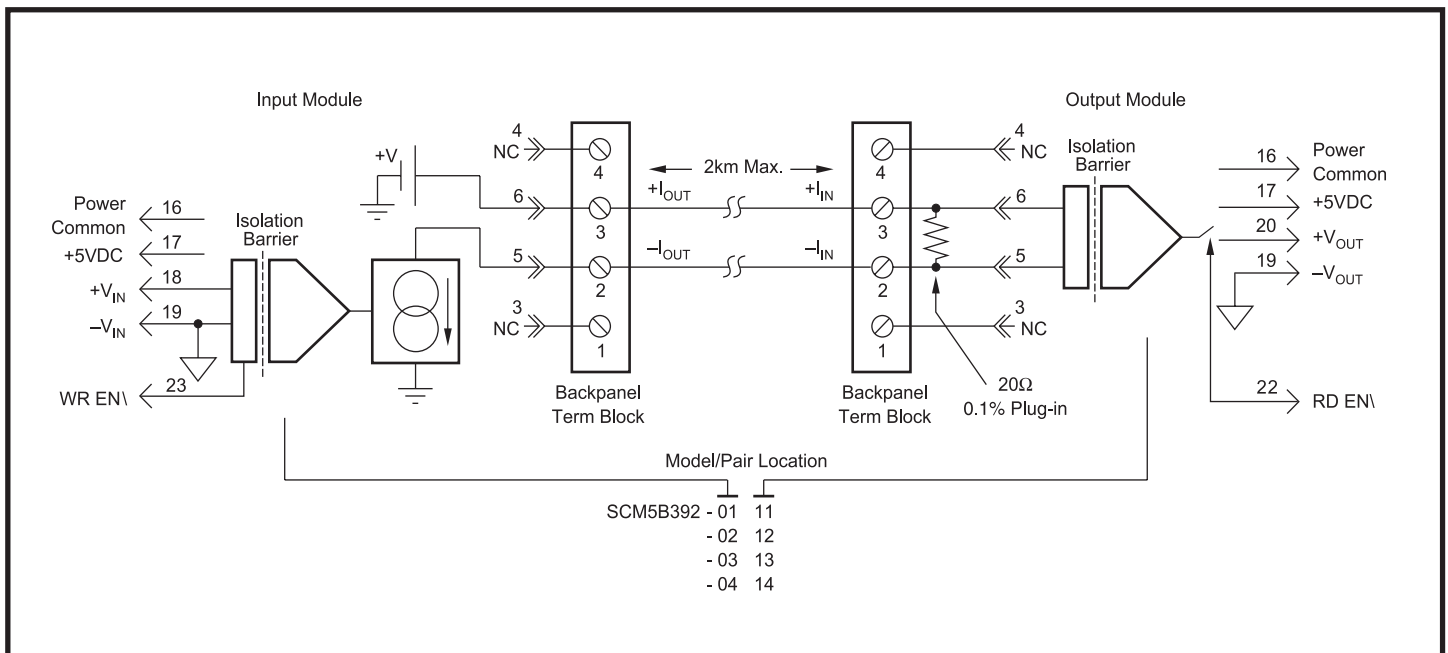 Input Module
Output Module
4
NC
4
2km Max.
4
4
NC
Isolation
Barrier
+V
6
3
+I_OUT
+I_IN
3
6
16
Power
Common
17
+5VDC
20
+V_OUT
19
–V_OUT
Power
Common
16
+5VDC
17
Isolation
Barrier
+V_IN
18
–V_IN
19
WR EN\
23
5
2
–I_OUT
–I_IN
2
5
3
NC
1
1
3
NC
Backpanel
Term Block
Backpanel
Term Block
20Ω
0.1% Plug-in
22
RD EN\
Model/Pair Location
SCM5B392 - 01 11
- 02 12
- 03 13
- 04 14